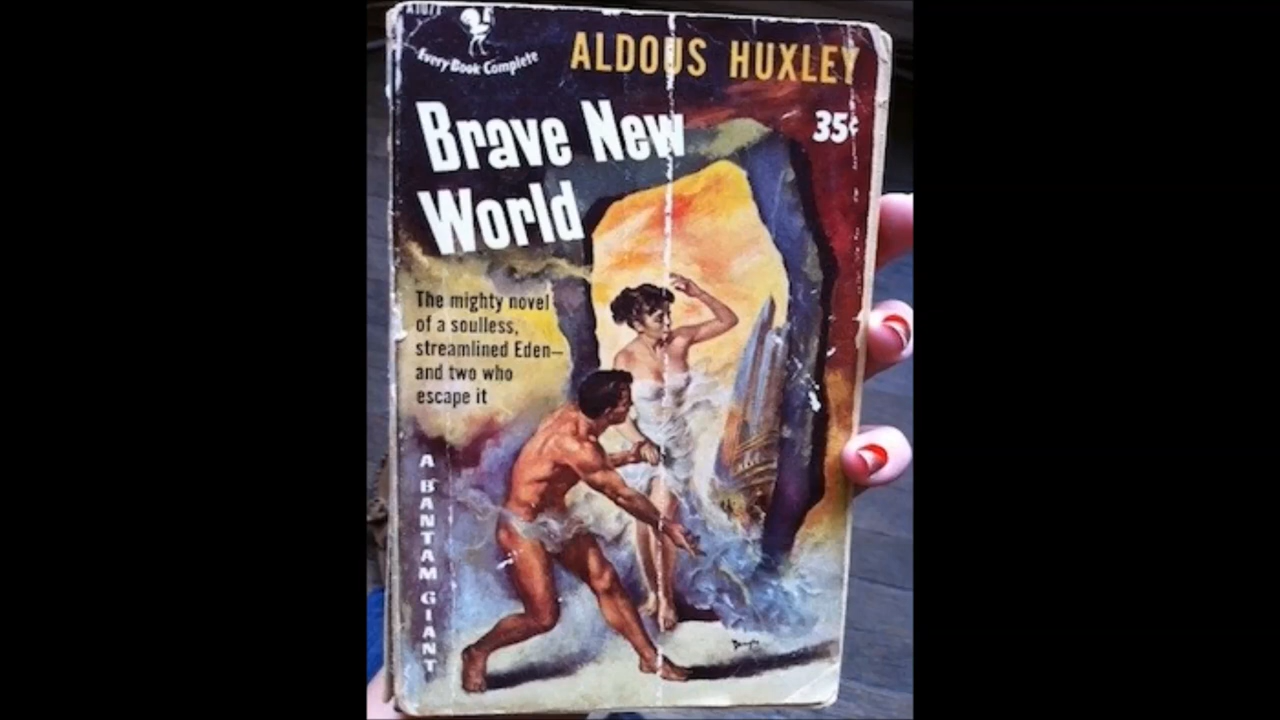 A1071
Every Book Complete
ALDOUS HUXLEY
Brave New
World
35¢
The mighty novel
of a soulless,
streamlined Eden—
and two who
escape it
A BANTAM GIANT